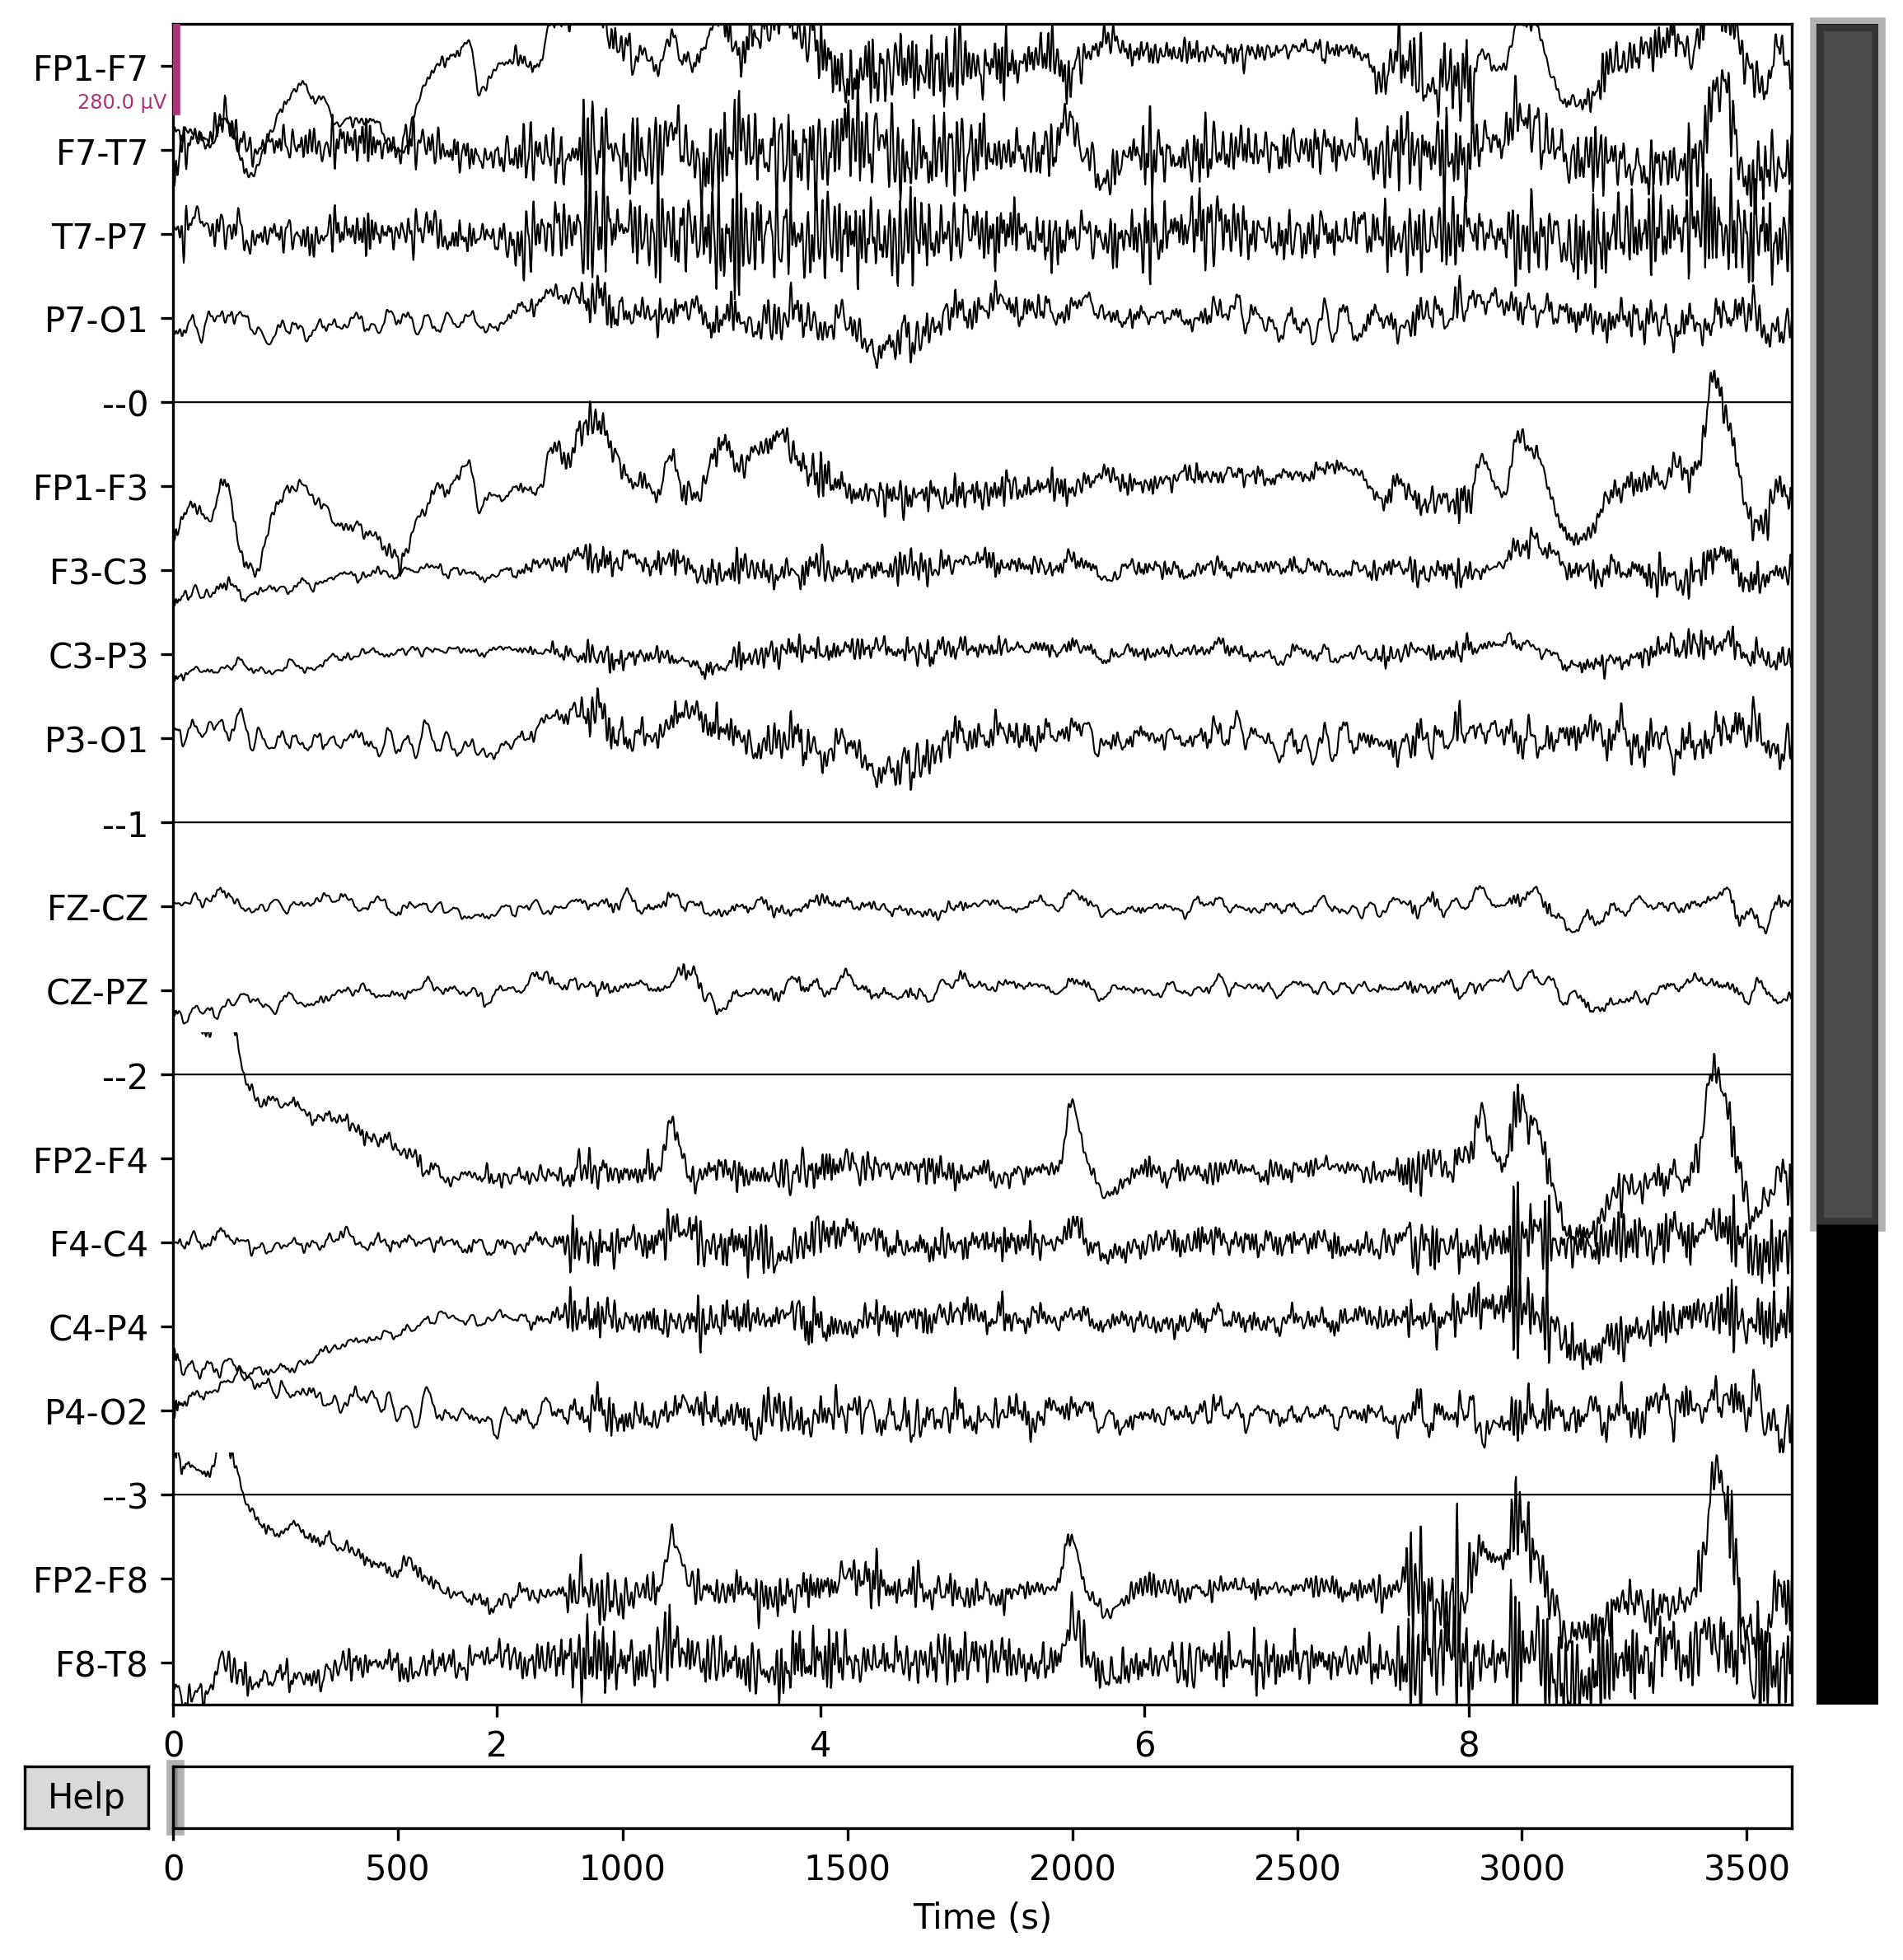 FP1-F7
280.0 µV
F7-T7
T7-P7
P7-O1
--0
FP1-F3
F3-C3
C3-P3
P3-O1
--1
FZ-CZ
CZ-PZ
--2
FP2-F4
F4-C4
C4-P4
P4-O2
--3
FP2-F8
F8-T8
0 2 4 6 8
Help
0 500 1000 1500 2000 2500 3000 3500
Time (s)